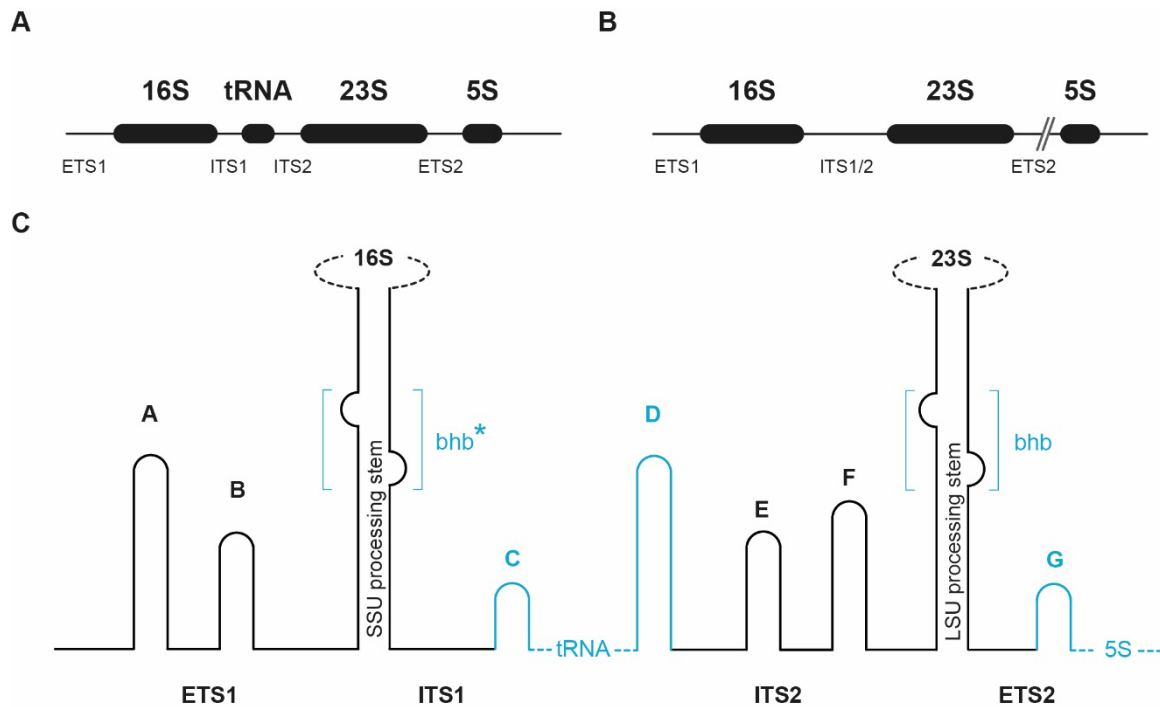 A
16S tRNA 23S 5S
ETS1 ITS1 ITS2 ETS2
B
16S 23S 5S
ETS1 ITS1/2 ETS2
C
16S
23S
A
B
SSU processing stem
bhb*
C
tRNA
D
E
F
LSU processing stem
bhb
G
5S
ETS1 ITS1 ITS2 ETS2